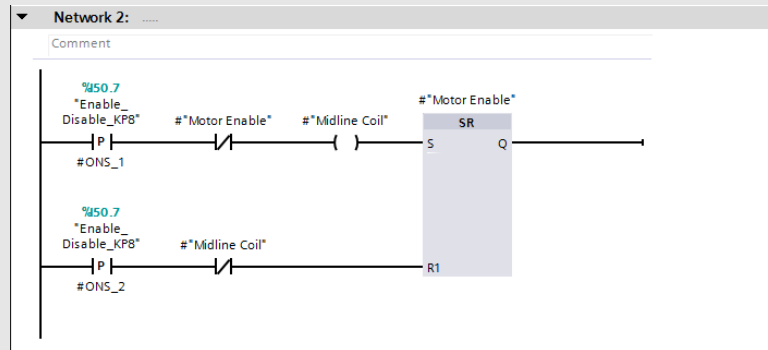 Network 2: .....
Comment
%I50.7
"Enable_
Disable_KP8"
#"Motor Enable"
#"Midline Coil"
#"Motor Enable"
SR
P
S
Q
#ONS_1
%I50.7
"Enable_
Disable_KP8"
#"Midline Coil"
P
R1
#ONS_2